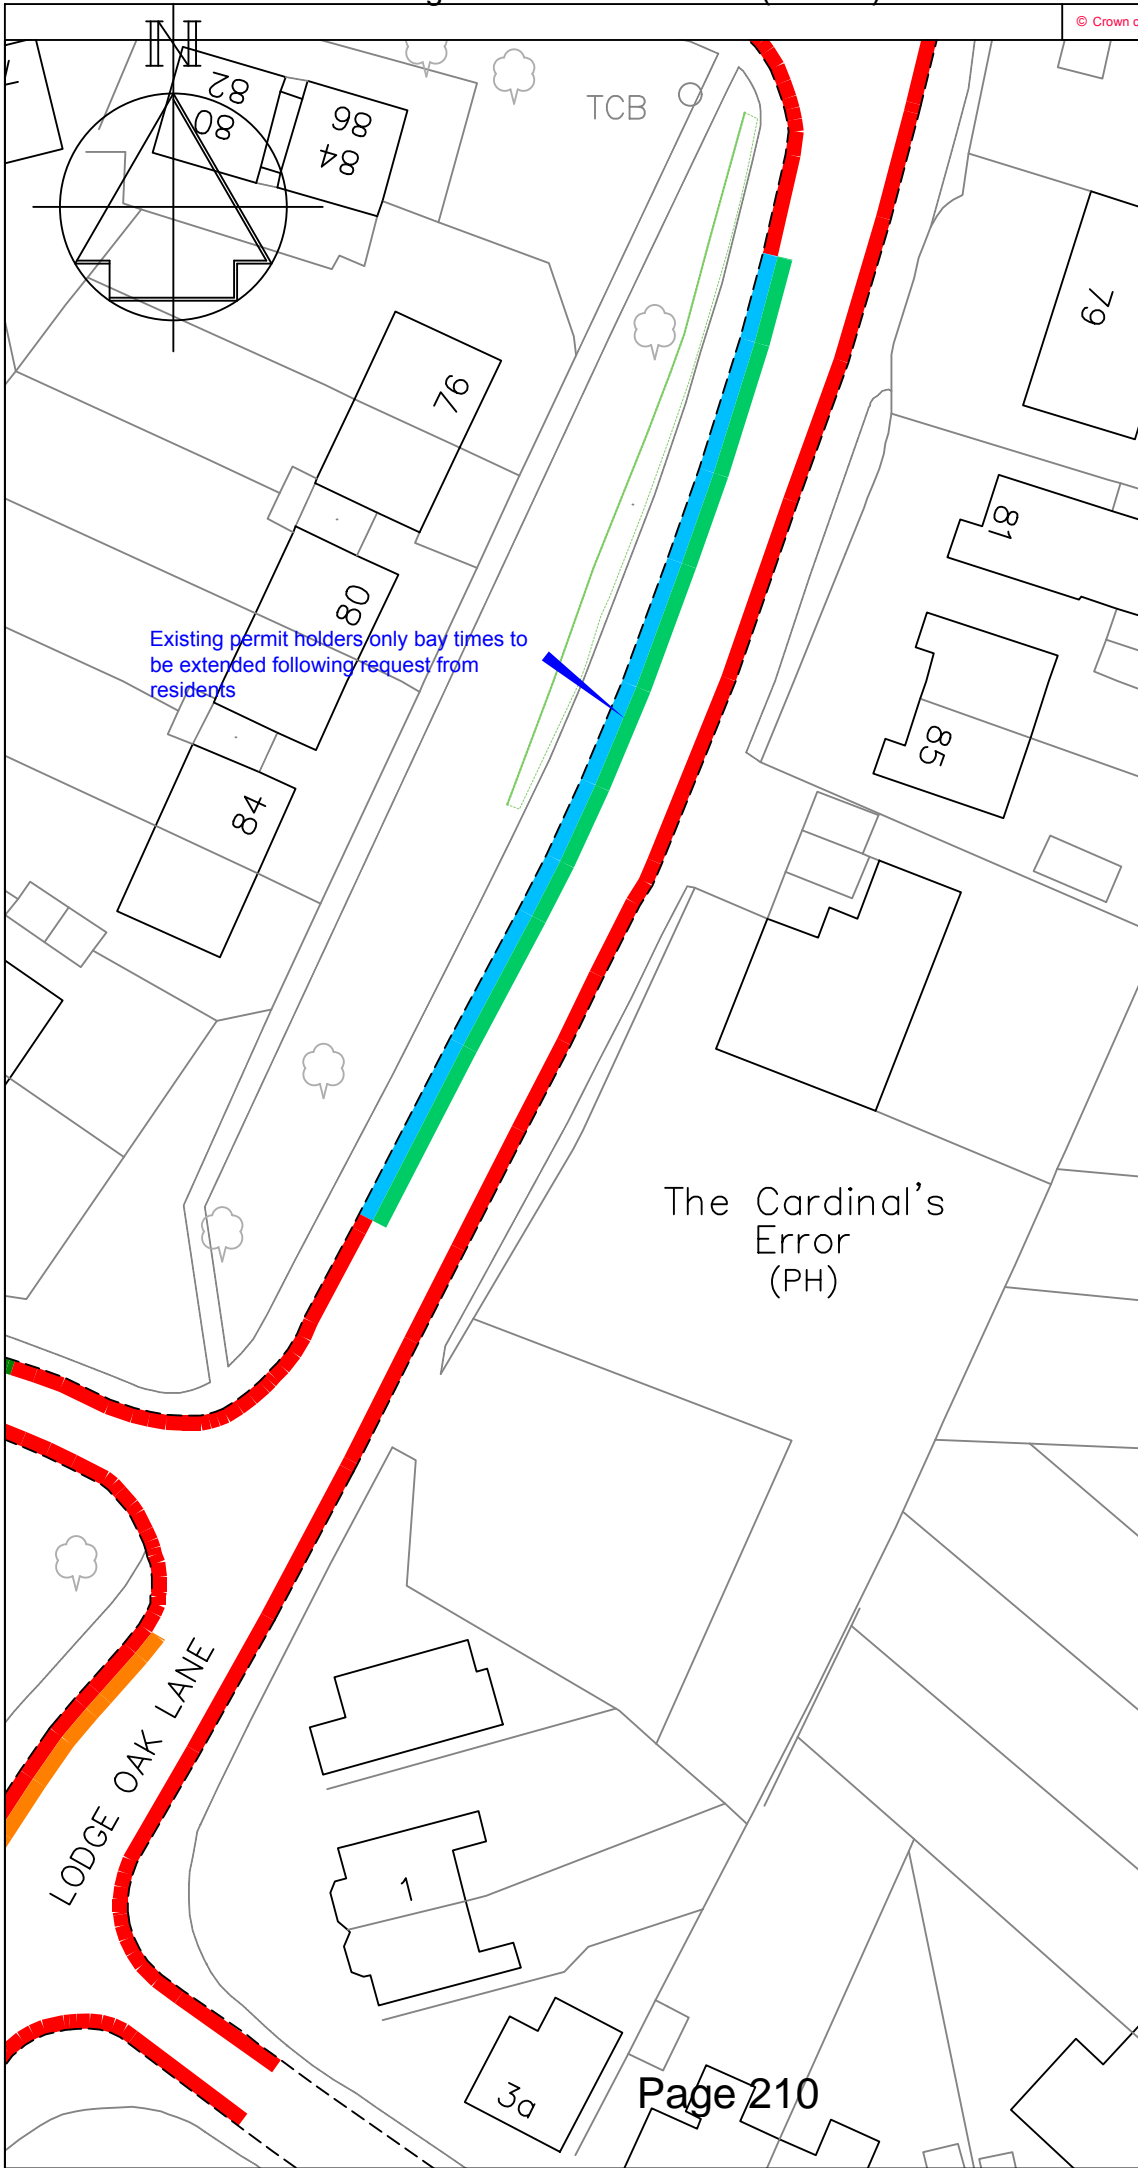 © Crown c
N
TCB
82
80
86
84
76
79
80
81
Existing permit holders only bay times to
be extended following request from
residents
85
84
The Cardinal's
Error
(PH)
LODGE OAK LANE
1
3a
Page 210